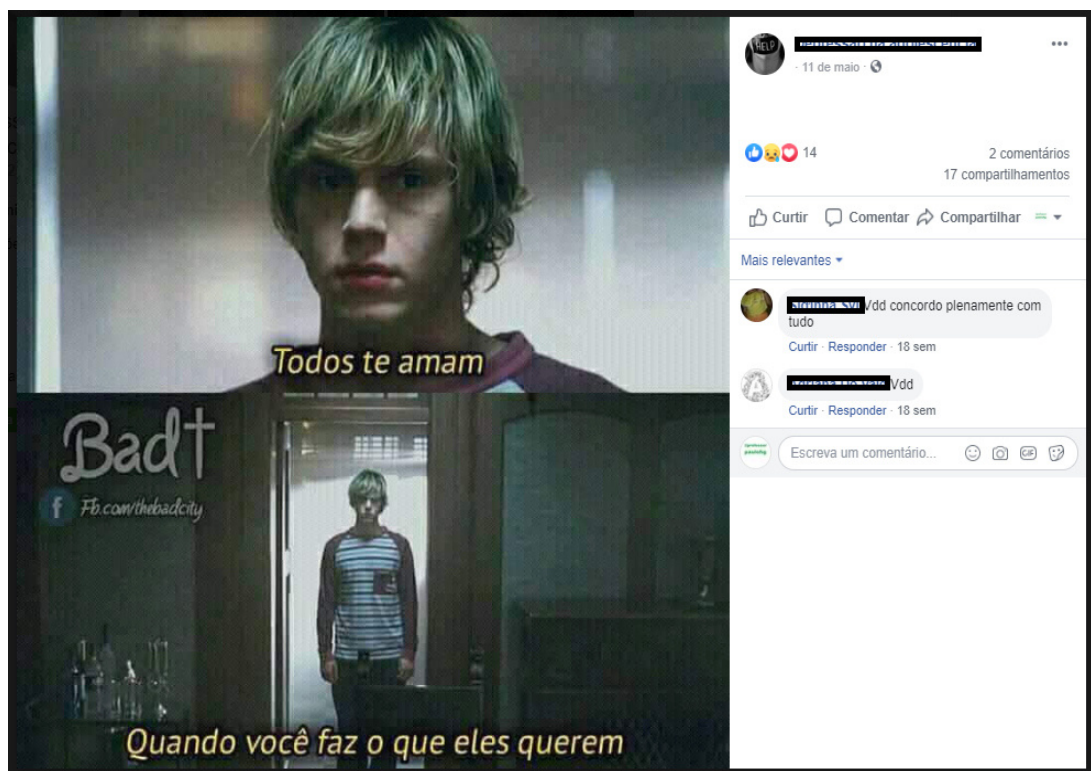 Todos te amam
Badt
f Fb.com/thebadcity
Quando você faz o que eles querem
HELP
· 11 de maio ·
14
2 comentários
17 compartilhamentos
Curtir Comentar Compartilhar
Mais relevantes
Vdd concordo plenamente com
tudo
Curtir · Responder · 18 sem
Vdd
Curtir · Responder · 18 sem
Escreva um comentário...
GIF